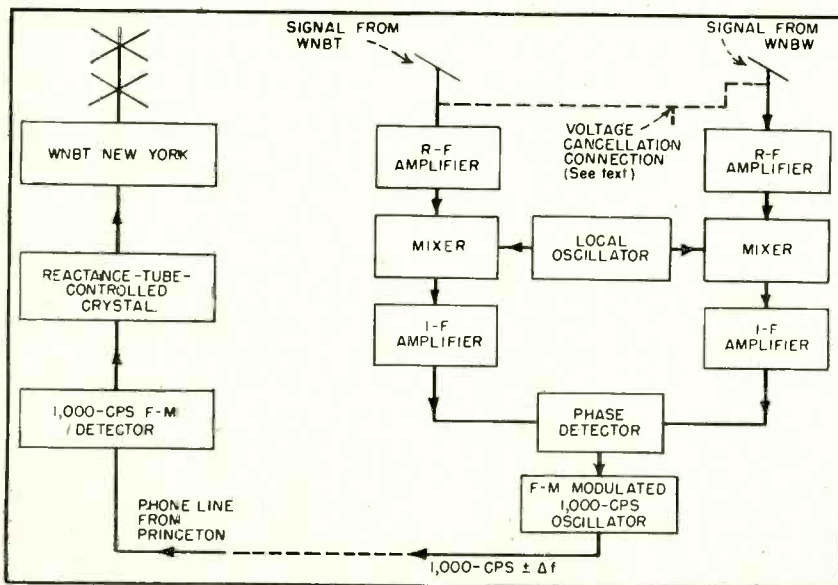 SIGNAL FROM
WNBT
SIGNAL FROM
WNBW
VOLTAGE
CANCELLATION
CONNECTION
(See text)
WNBT NEW YORK
R-F
AMPLIFIER
R-F
AMPLIFIER
REACTANCE-TUBE-
CONTROLLED
CRYSTAL
MIXER
LOCAL
OSCILLATOR
MIXER
I-F
AMPLIFIER
I-F
AMPLIFIER
1,000-CPS F-M
DETECTOR
PHASE
DETECTOR
F-M MODULATED
1,000-CPS
OSCILLATOR
PHONE LINE
FROM
PRINCETON
1,000-CPS ± Δf